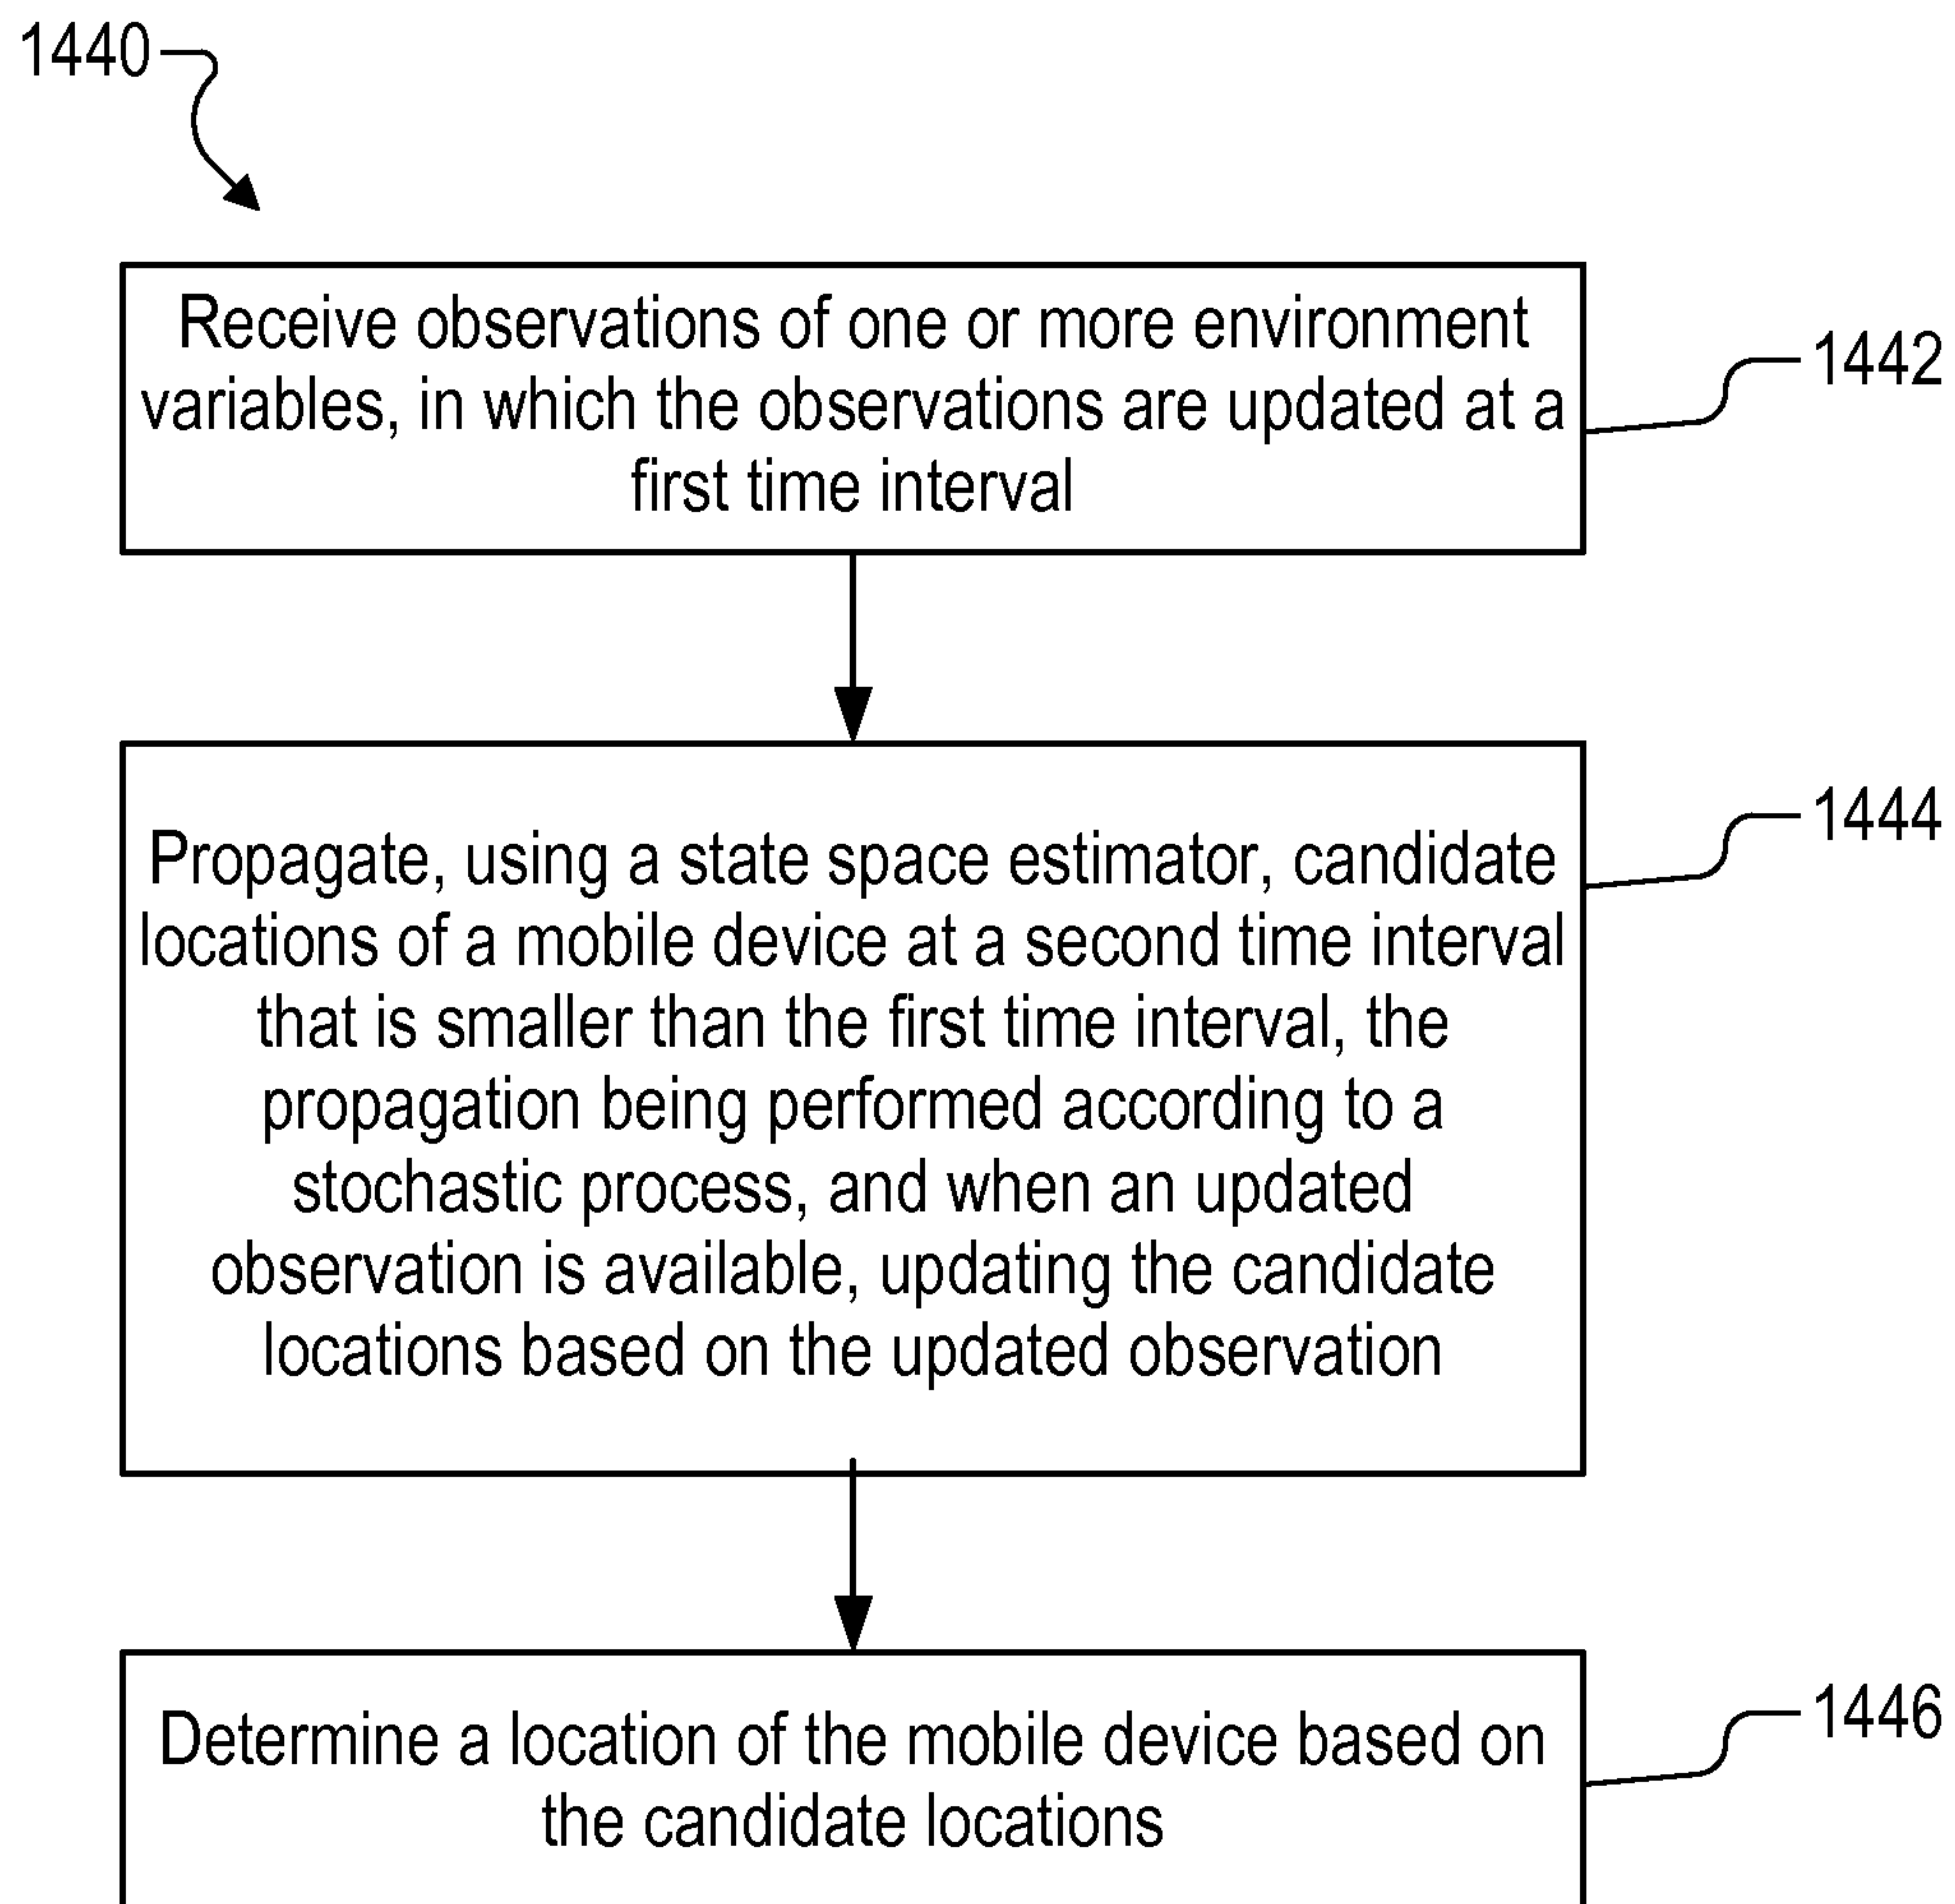 1440
Receive observations of one or more environment
variables, in which the observations are updated at a
first time interval
1442
Propagate, using a state space estimator, candidate
locations of a mobile device at a second time interval
that is smaller than the first time interval, the
propagation being performed according to a
stochastic process, and when an updated
observation is available, updating the candidate
locations based on the updated observation
1444
Determine a location of the mobile device based on
the candidate locations
1446